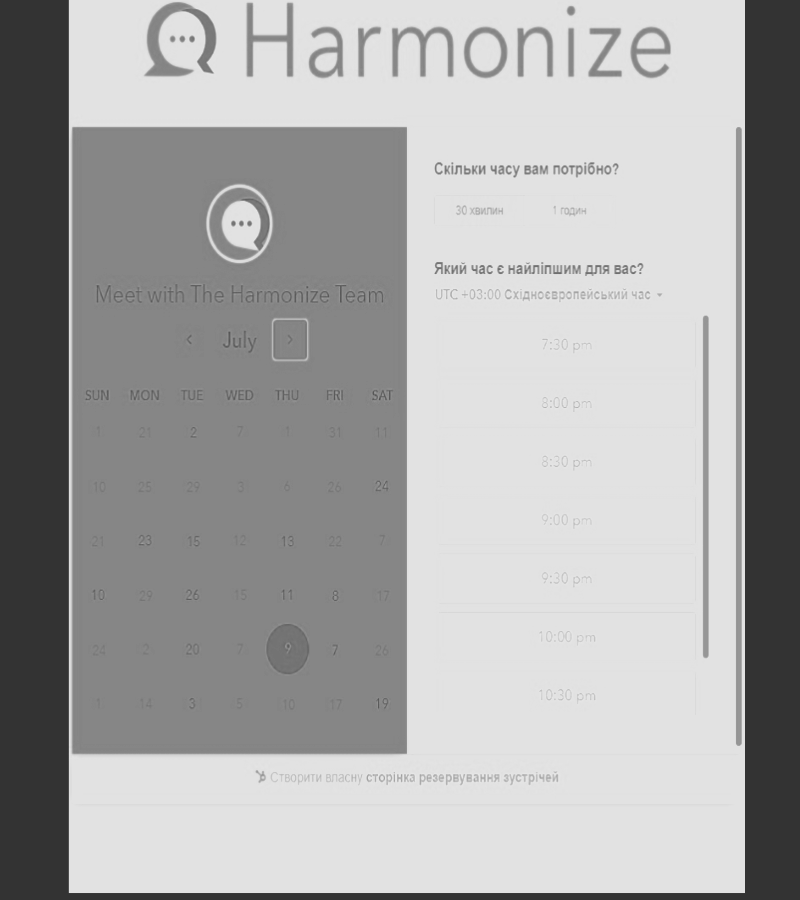 Harmonize
Meet with The Harmonize Team
July
SUN MON TUE WED THU FRI SAT
1 21 2 7 1 31 11
10 25 29 3 6 26 24
21 23 15 12 13 22 7
10 29 26 15 11 8 17
24 2 20 7 9 7 26
1 14 3 5 10 17 19
Скільки часу вам потрібно?
30 хвилин 1 годин
Який час є найліпшим для вас?
UTC +03:00 Східноєвропейський час
7:30 pm
8:00 pm
8:30 pm
9:00 pm
9:30 pm
10:00 pm
10:30 pm
Створити власну сторінка резервування зустрічей